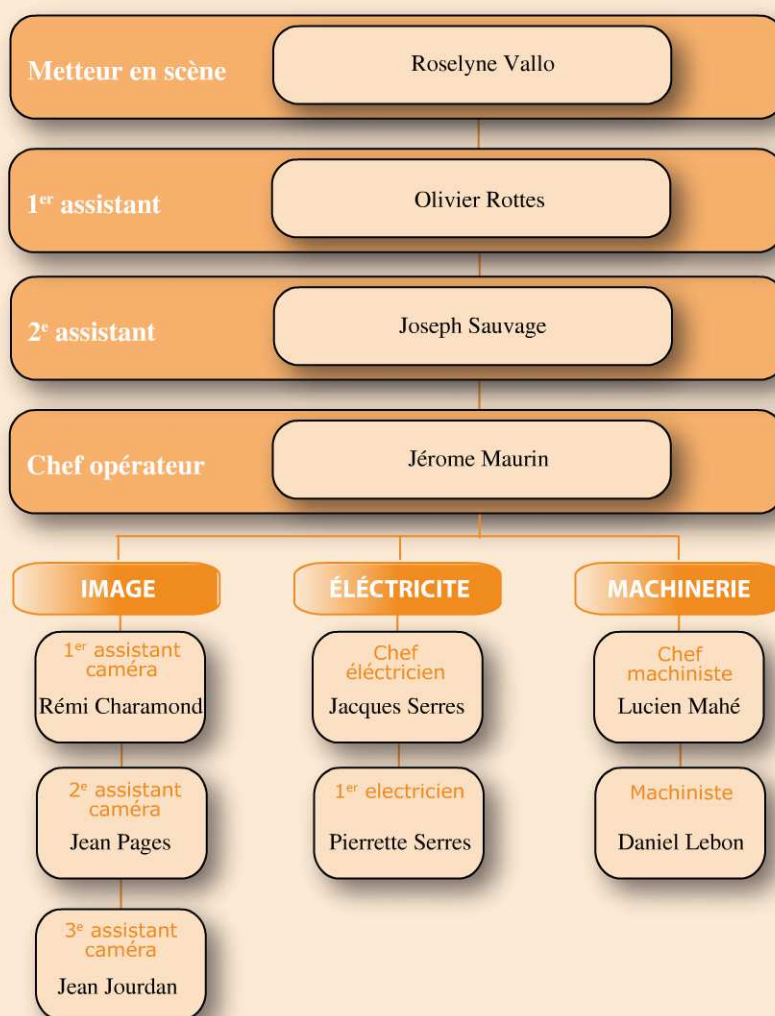 Metteur en scène
Roselyne Vallo
1er assistant
Olivier Rottes
2e assistant
Joseph Sauvage
Chef opérateur
Jérome Maurin
IMAGE
ÉLÉCTRICITE
MACHINERIE
1er assistant
caméra
Rémi Charamond
Chef
éléctricien
Jacques Serres
Chef
machiniste
Lucien Mahé
2e assistant
caméra
Jean Pages
1er electricien
Pierrette Serres
Machiniste
Daniel Lebon
3e assistant
caméra
Jean Jourdan